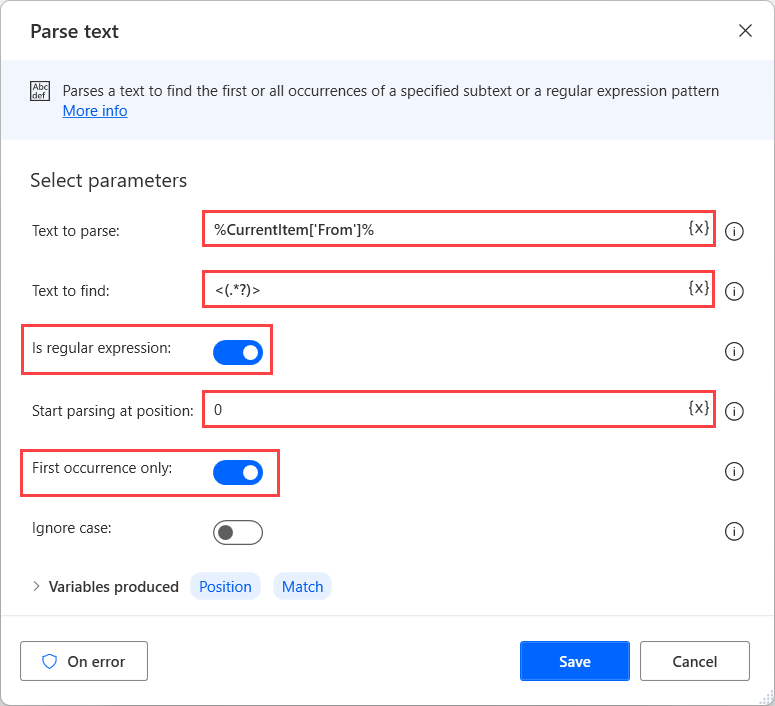 Parse text
Abc
def
Parses a text to find the first or all occurrences of a specified subtext or a regular expression pattern
More info
Select parameters
Text to parse:
%CurrentItem['From']%
{x}
Text to find:
<(.*?)>
{x}
Is regular expression:
Start parsing at position:
0
{x}
First occurrence only:
Ignore case:
Variables produced Position Match
On error
Save
Cancel